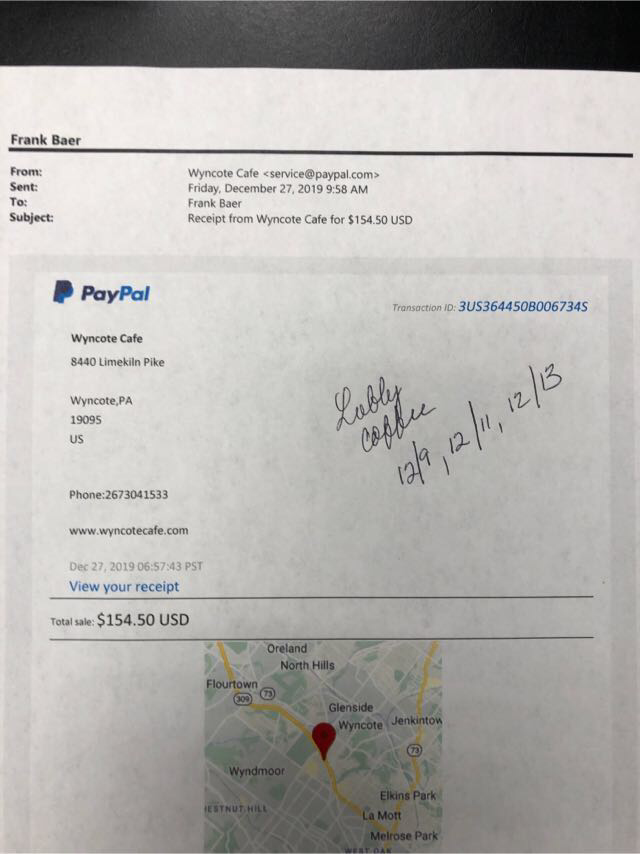 Frank Baer
From: Wyncote Cafe <service@paypal.com>
Sent: Friday, December 27, 2019 9:58 AM
To: Frank Baer
Subject: Receipt from Wyncote Cafe for $154.50 USD
PayPal
Transaction ID: 3US364450B006734S
Wyncote Cafe
8440 Limekiln Pike
Wyncote,PA
19095
US
Lobby
coffee
12/9, 12/11, 12/13
Phone:2673041533
www.wyncotecafe.com
Dec 27, 2019 06:57:43 PST
View your receipt
Total sale: $154.50 USD
Oreland
North Hills
Flourtown
309
73
Glenside
Wyncote
Jenkintow
73
Wyndmoor
Elkins Park
HESTNUT HILL
La Mott
Melrose Park
WEST OAK